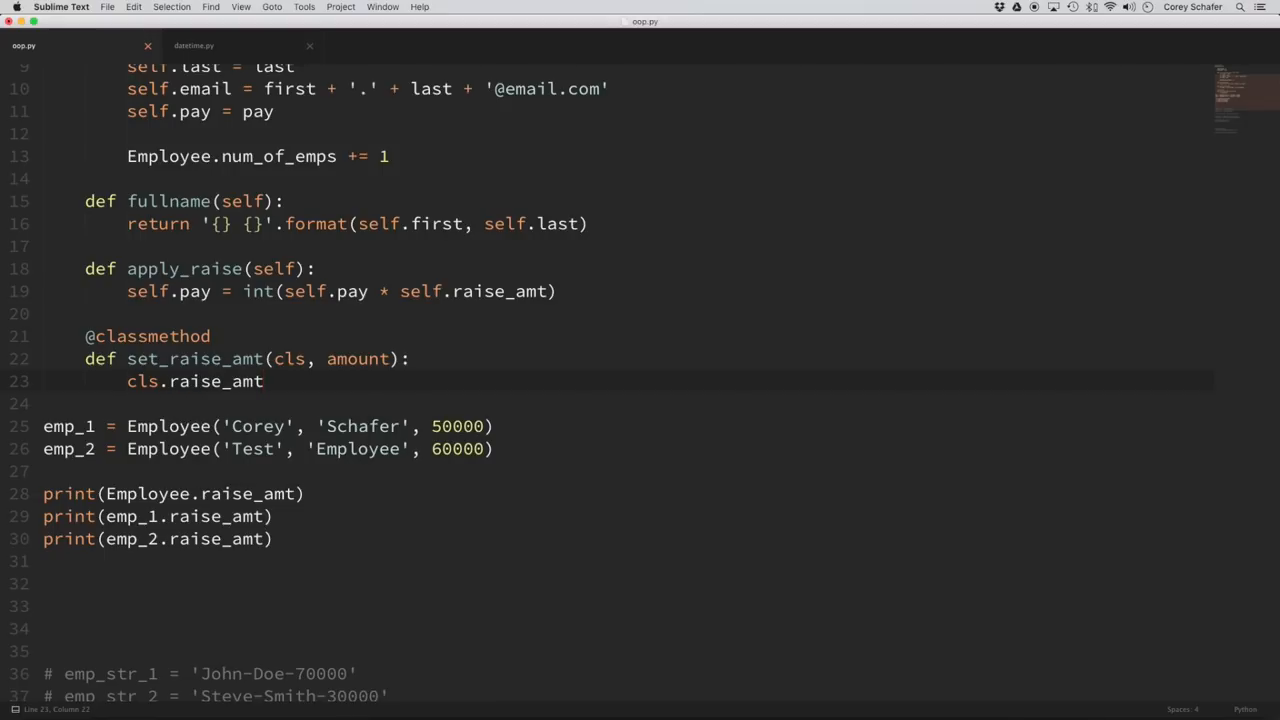 Sublime Text File Edit Selection Find View Goto Tools Project Window Help Corey Schafer
oop.py
oop.py datetime.py
9 self.last = last
10 self.email = first + '.' + last + '@email.com'
11 self.pay = pay
12
13 Employee.num_of_emps += 1
14
15 def fullname(self):
16 return '{} {}'.format(self.first, self.last)
17
18 def apply_raise(self):
19 self.pay = int(self.pay * self.raise_amt)
20
21 @classmethod
22 def set_raise_amt(cls, amount):
23 cls.raise_amt
24
25 emp_1 = Employee('Corey', 'Schafer', 50000)
26 emp_2 = Employee('Test', 'Employee', 60000)
27
28 print(Employee.raise_amt)
29 print(emp_1.raise_amt)
30 print(emp_2.raise_amt)
31
32
33
34
35
36 # emp_str_1 = 'John-Doe-70000'
37 # emp_str_2 = 'Steve-Smith-30000'
Line 23, Column 22 Spaces: 4 Python